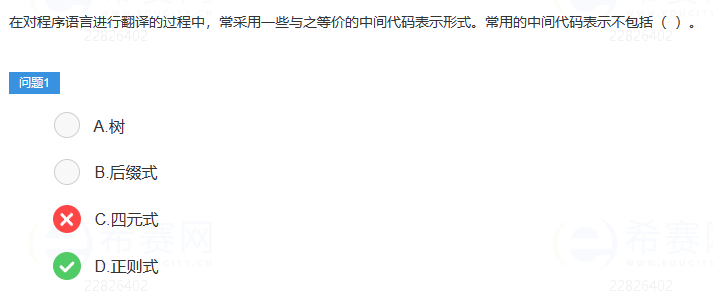 在对程序语言进行翻译的过程中，常采用一些与之等价的中间代码表示形式。常用的中间代码表示不包括（ ）。
22826402
22826402
问题1
A.树
B.后缀式
C.四元式
D.正则式
希赛网
希赛网
22826402
22826402